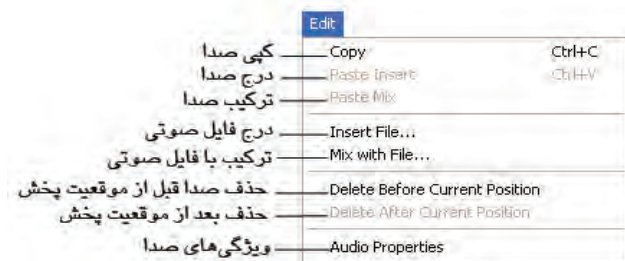 Edit
کپی صدا Copy Ctrl+C
درج صدا Paste Insert Ctrl+V
ترکیب صدا Paste Mix
درج فایل صوتی Insert File...
ترکیب با فایل صوتی Mix with File...
حذف صدا قبل از موقعیت پخش Delete Before Current Position
حذف بعد از موقعیت پخش Delete After Current Position
ویژگی‌های صدا Audio Properties